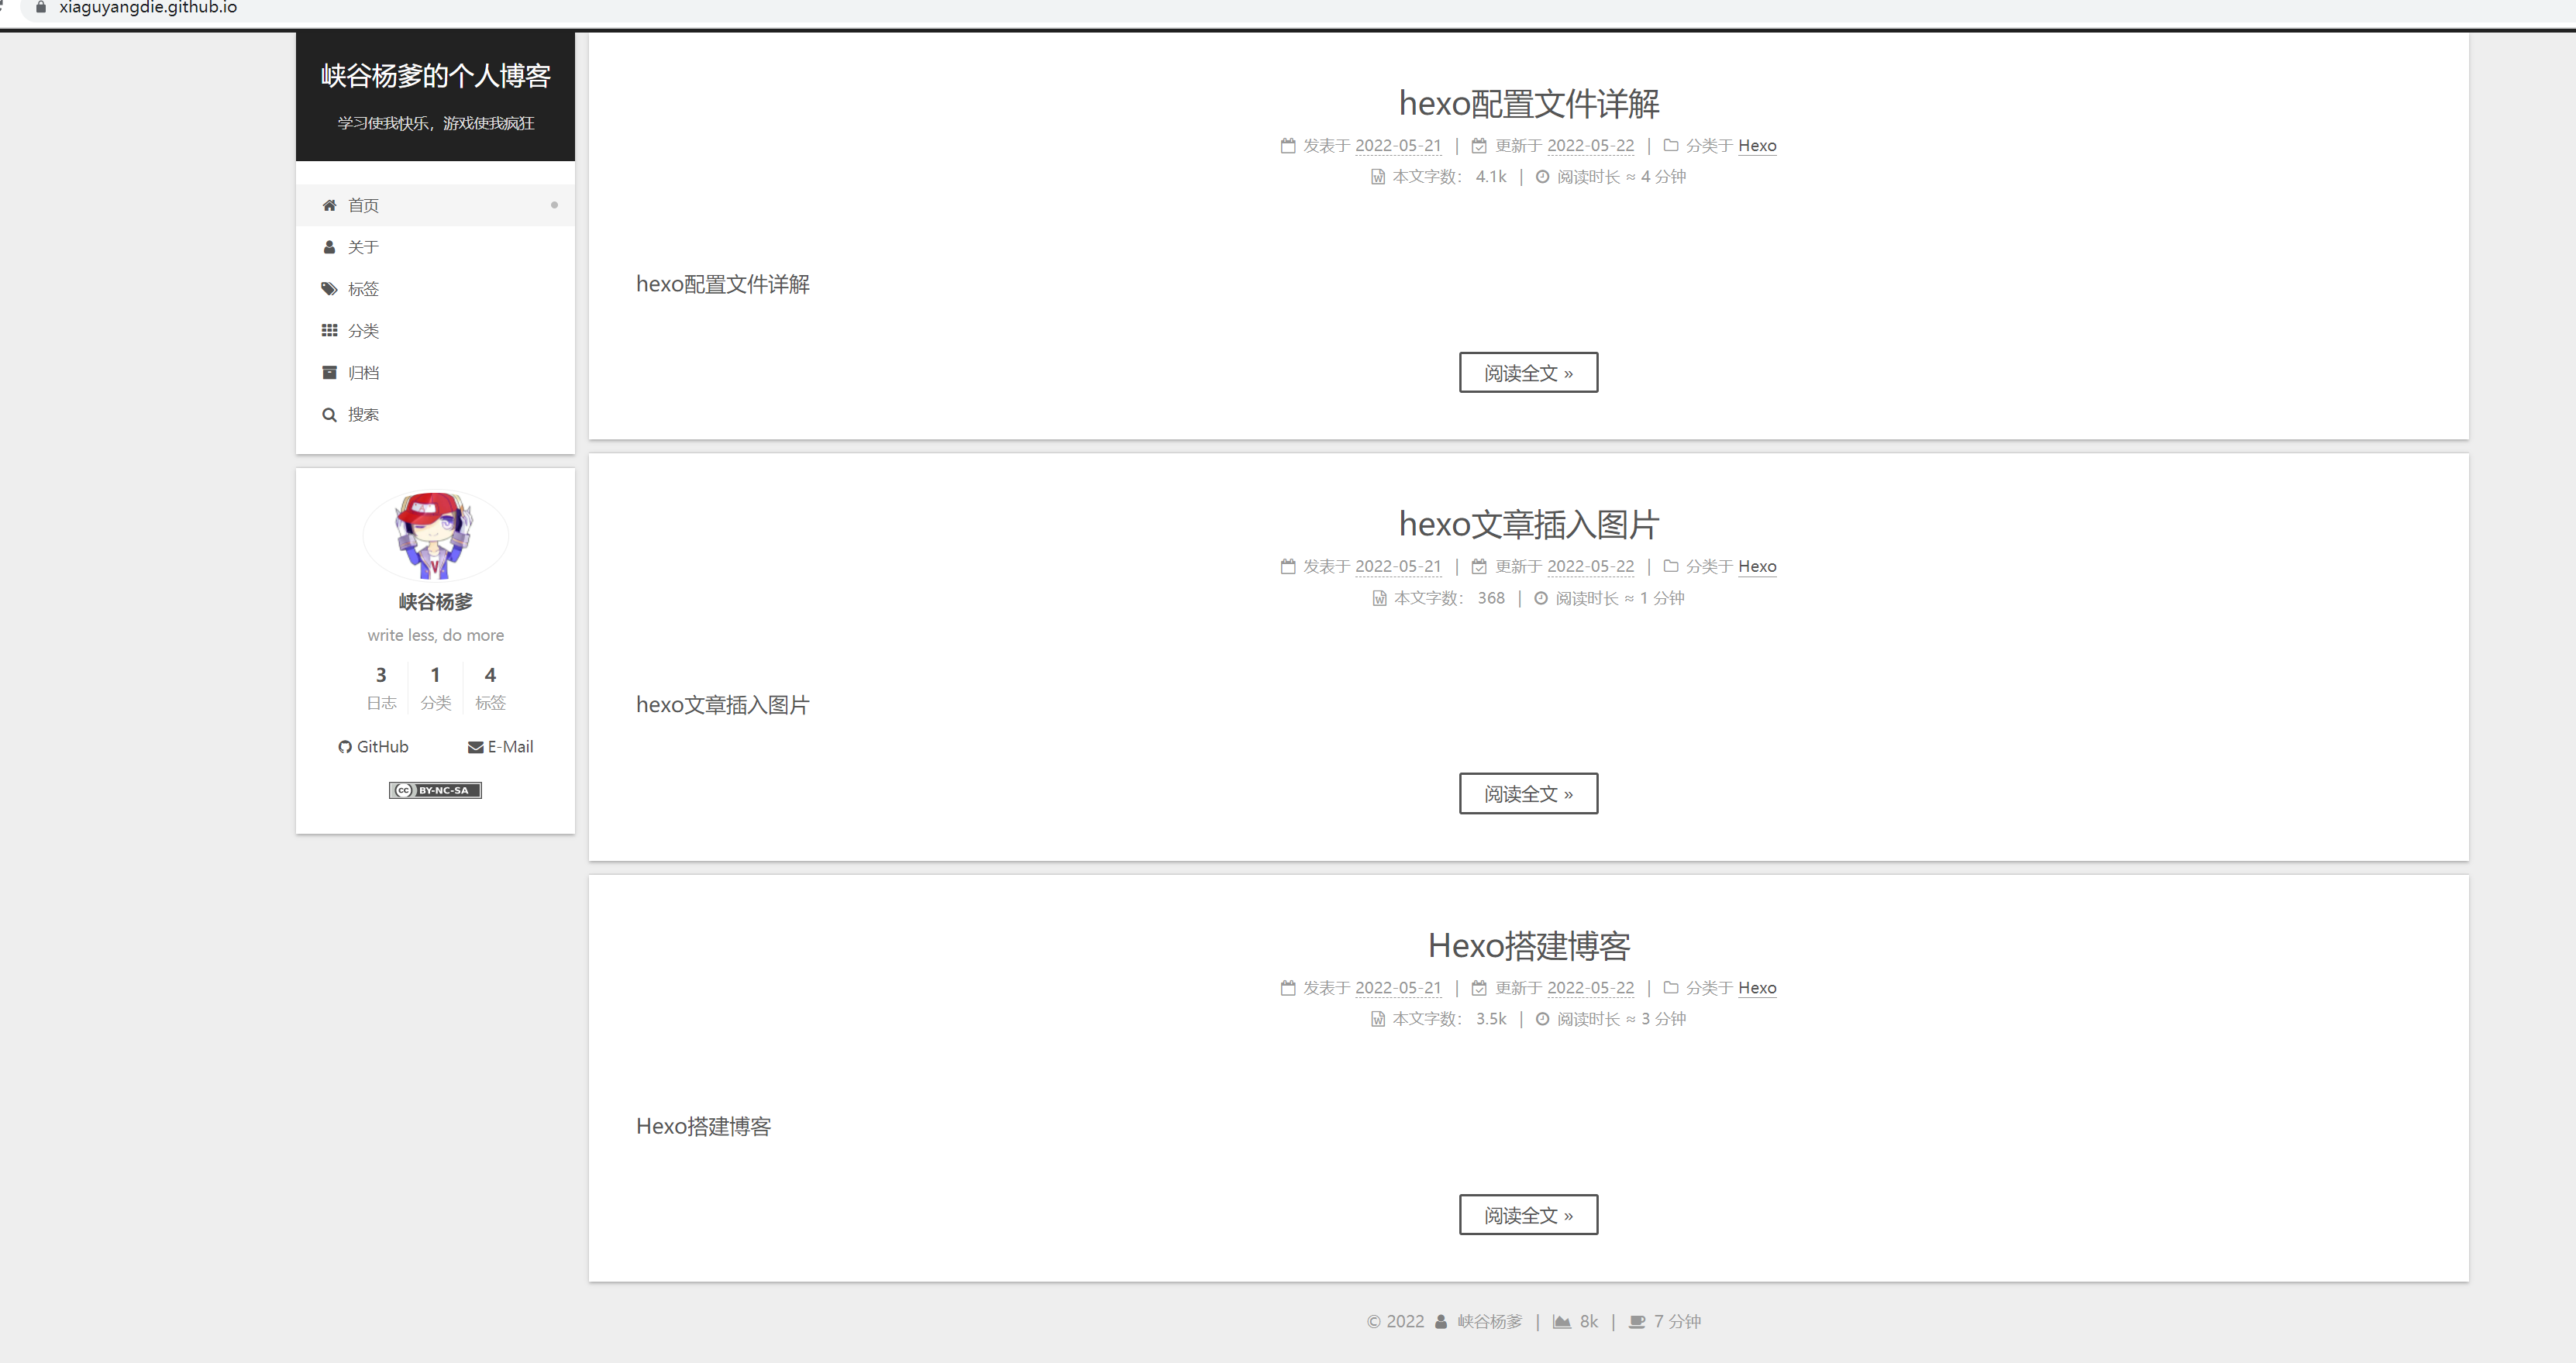 xiaguyangdie.github.io
峡谷杨爹的个人博客
学习使我快乐，游戏使我疯狂
首页
关于
标签
分类
归档
搜索
峡谷杨爹
write less, do more
3 1 4
日志 分类 标签
GitHub E-Mail
cc BY-NC-SA
hexo配置文件详解
发表于 2022-05-21 | 更新于 2022-05-22 | 分类于 Hexo
本文字数： 4.1k | 阅读时长 ≈ 4 分钟
hexo配置文件详解
阅读全文 »
hexo文章插入图片
发表于 2022-05-21 | 更新于 2022-05-22 | 分类于 Hexo
本文字数： 368 | 阅读时长 ≈ 1 分钟
hexo文章插入图片
阅读全文 »
Hexo搭建博客
发表于 2022-05-21 | 更新于 2022-05-22 | 分类于 Hexo
本文字数： 3.5k | 阅读时长 ≈ 3 分钟
Hexo搭建博客
阅读全文 »
© 2022 峡谷杨爹 | 8k | 7 分钟